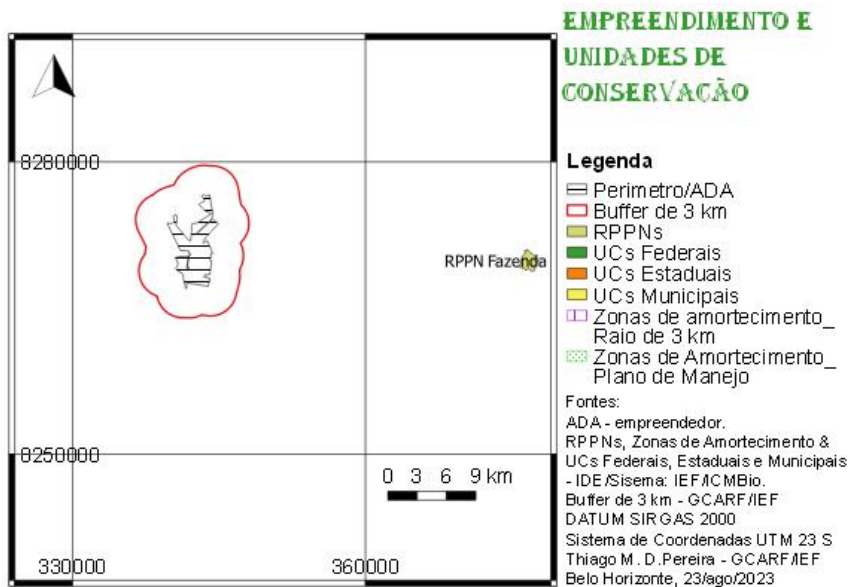 EMPREENDIMENTO E
UNIDADES DE
CONSERVAÇÃO
8280000
RPPN Fazenda
8250000
0 3 6 9 km
330000
360000
Legenda
Perimetro/ADA
Buffer de 3 km
RPPNs
UCs Federais
UCs Estaduais
UCs Municipais
Zonas de amortecimento_
Raio de 3 km
Zonas de Amortecimento_
Plano de Manejo
Fontes:
ADA - empreendedor.
RPPNs, Zonas de Amortecimento &
UCs Federais, Estaduais e Municipais
- IDE/Sisema: IEF/ICMBio.
Buffer de 3 km - GCARF/IEF
DATUM SIRGAS 2000
Sistema de Coordenadas UTM 23 S
Thiago M. D.Pereira - GCARF/IEF
Belo Horizonte, 23/ago/2023